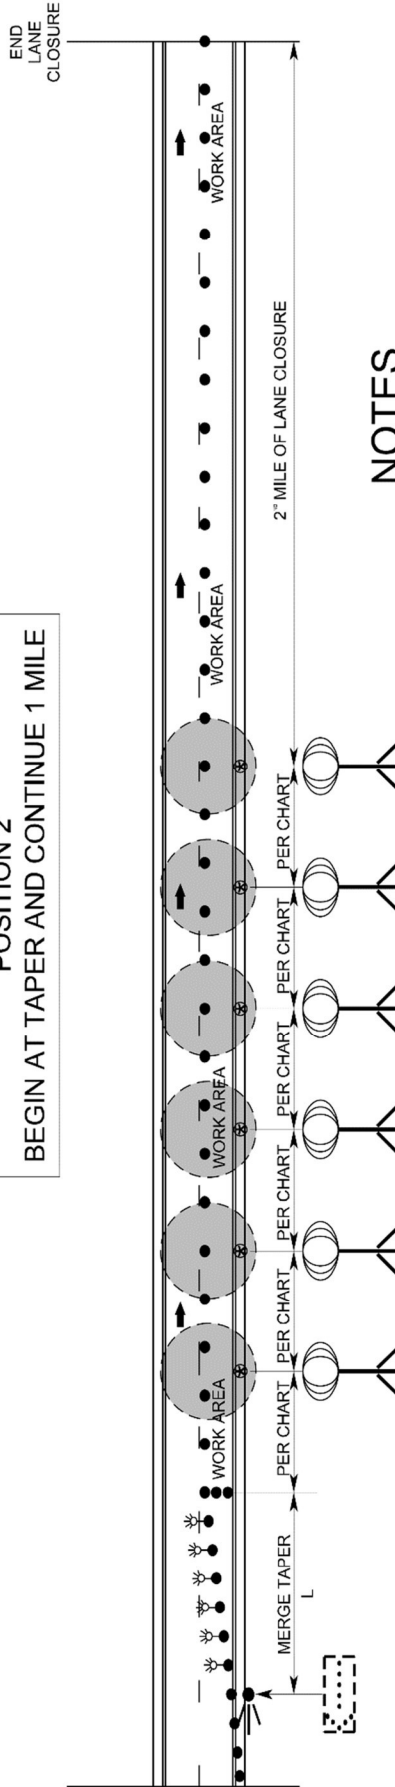 END
LANE
CLOSURE
POSITION 2
BEGIN AT TAPER AND CONTINUE 1 MILE
WORK AREA
WORK AREA
WORK AREA
WORK AREA
2ⁿᵈ MILE OF LANE CLOSURE
PER CHART
PER CHART
PER CHART
PER CHART
PER CHART
PER CHART
MERGE TAPER
L
NOTES